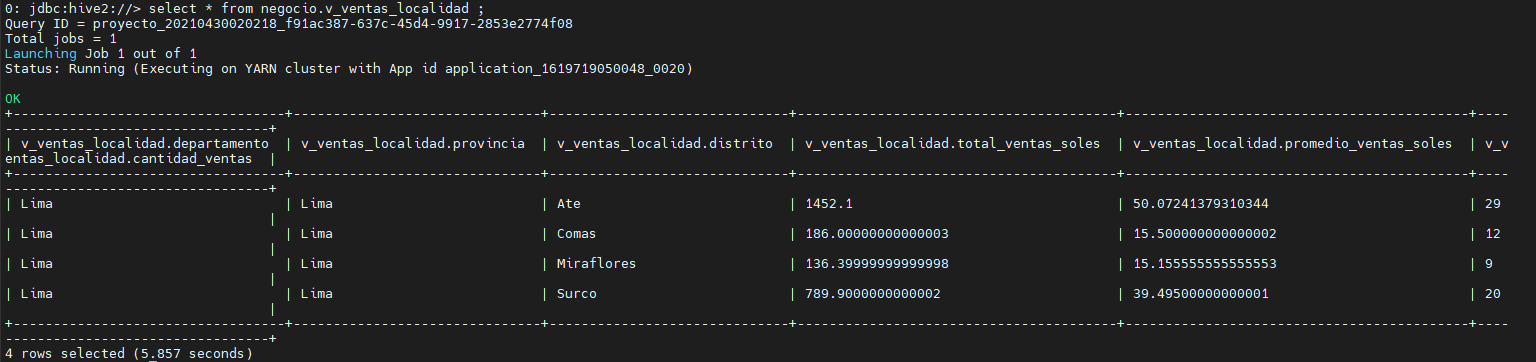 0: jdbc:hive2://> select * from negocio.v_ventas_localidad ;
Query ID = proyecto_20210430020218_f91ac387-637c-45d4-9917-2853e2774f08
Total jobs = 1
Launching Job 1 out of 1
Status: Running (Executing on YARN cluster with App id application_1619719050048_0020)
OK
+----------------------------------+-------------------------------+------------------------------+----------------------------------------+-------------------------------------------+----
---------------------------------+
| v_ventas_localidad.departamento  | v_ventas_localidad.provincia  | v_ventas_localidad.distrito  | v_ventas_localidad.total_ventas_soles  | v_ventas_localidad.promedio_ventas_soles  | v_v
entas_localidad.cantidad_ventas  |
+----------------------------------+-------------------------------+------------------------------+----------------------------------------+-------------------------------------------+----
---------------------------------+
| Lima                             | Lima                          | Ate                          | 1452.1                                 | 50.07241379310344                         | 29
                                 |
| Lima                             | Lima                          | Comas                        | 186.00000000000003                     | 15.500000000000002                        | 12
                                 |
| Lima                             | Lima                          | Miraflores                   | 136.39999999999998                     | 15.155555555555553                        | 9
                                 |
| Lima                             | Lima                          | Surco                        | 789.9000000000002                      | 39.49500000000001                         | 20
                                 |
+----------------------------------+-------------------------------+------------------------------+----------------------------------------+-------------------------------------------+----
---------------------------------+
4 rows selected (5,857 seconds)